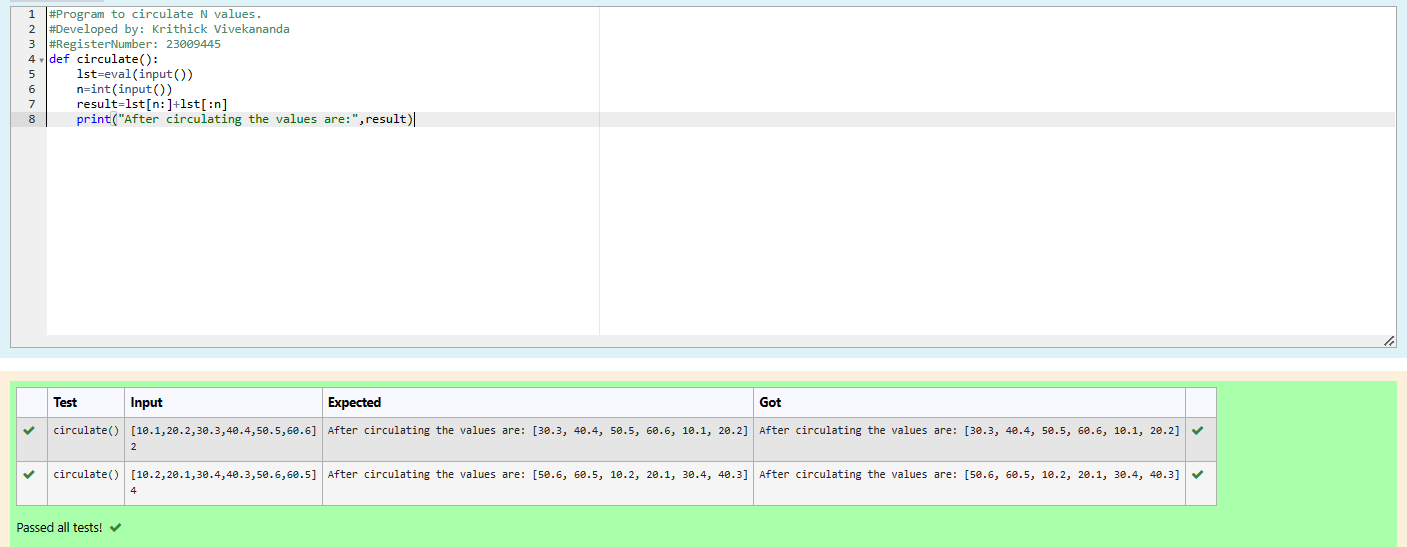 1 #Program to circulate N values.
2 #Developed by: Krithick Vivekananda
3 #RegisterNumber: 23009445
4 def circulate():
5     lst=eval(input())
6     n=int(input())
7     result=lst[n:]+lst[:n]
8     print("After circulating the values are:",result)
Test Input Expected Got
circulate() [10.1,20.2,30.3,40.4,50.5,60.6] After circulating the values are: [30.3, 40.4, 50.5, 60.6, 10.1, 20.2] After circulating the values are: [30.3, 40.4, 50.5, 60.6, 10.1, 20.2]
2
circulate() [10.2,20.1,30.4,40.3,50.6,60.5] After circulating the values are: [50.6, 60.5, 10.2, 20.1, 30.4, 40.3] After circulating the values are: [50.6, 60.5, 10.2, 20.1, 30.4, 40.3]
4
Passed all tests!